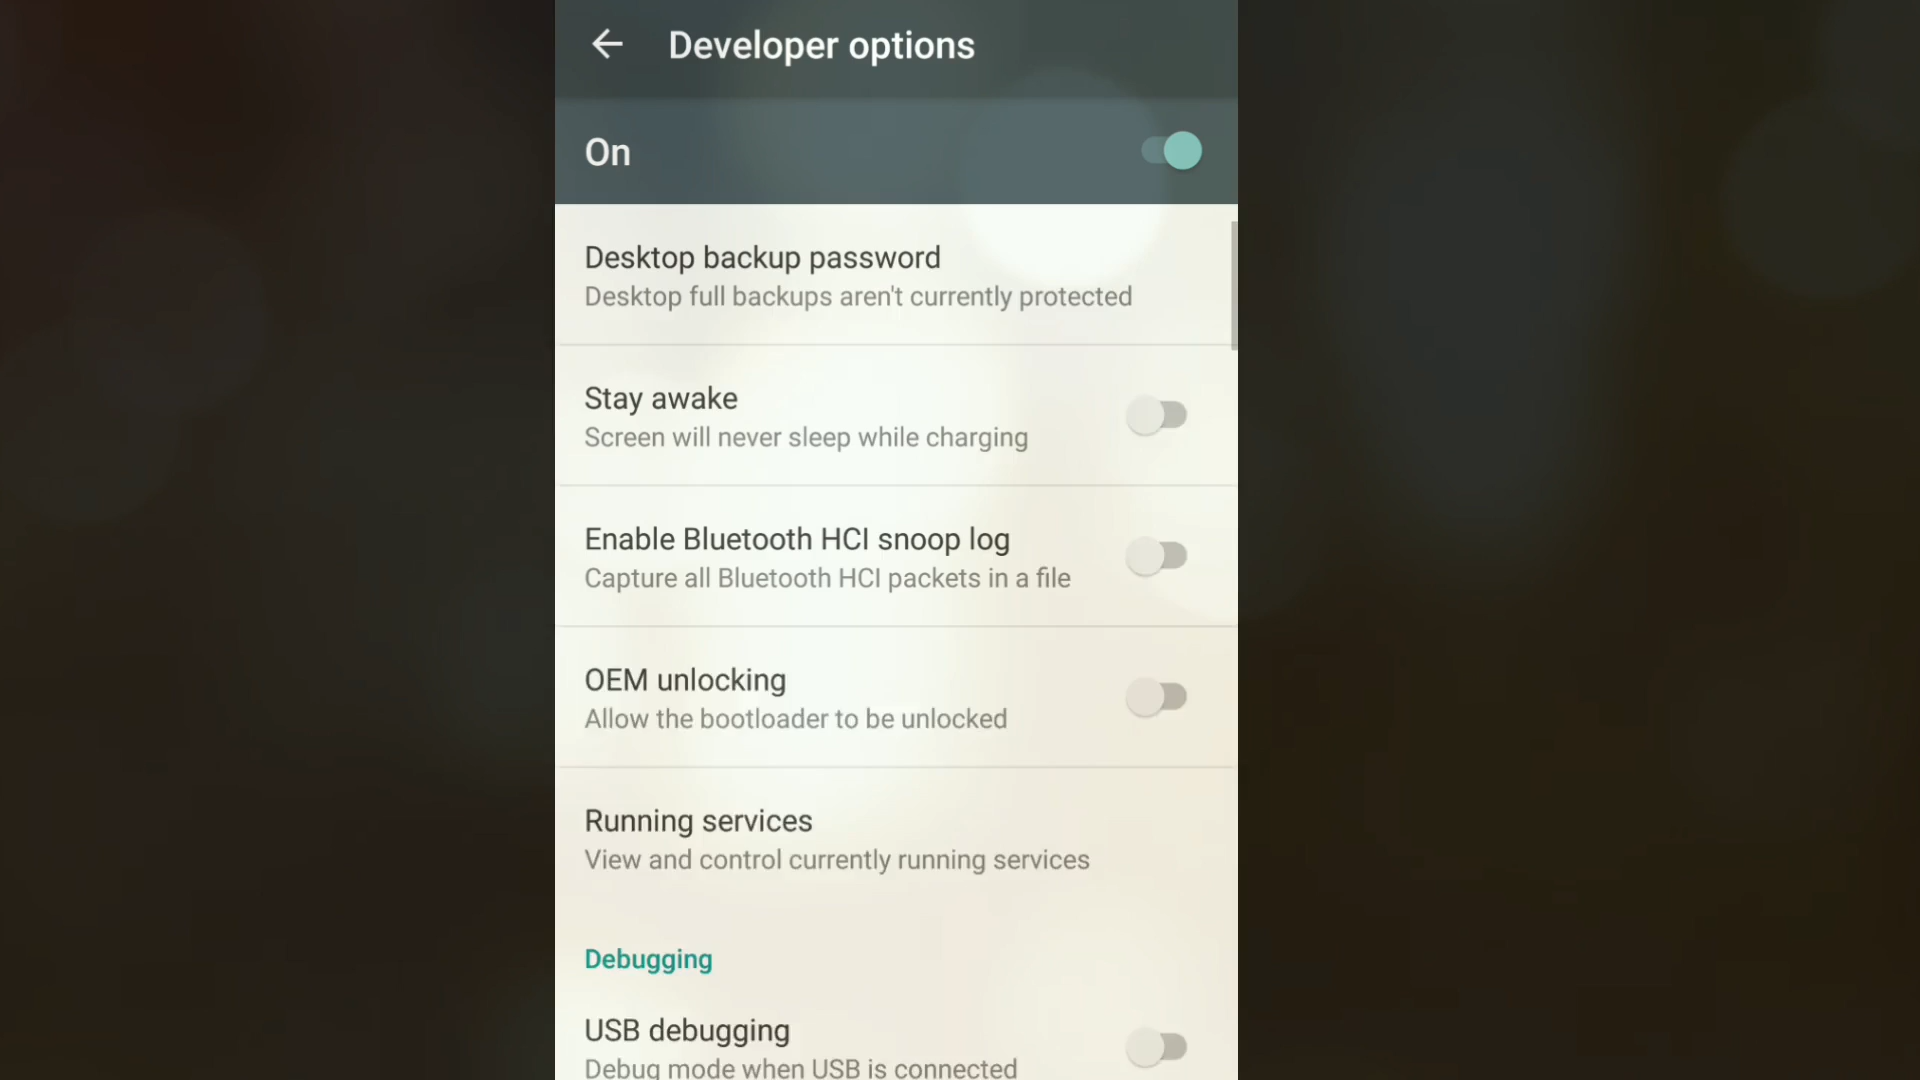 Developer options
On
Desktop backup password
Desktop full backups aren't currently protected
Stay awake
Screen will never sleep while charging
Enable Bluetooth HCI snoop log
Capture all Bluetooth HCI packets in a file
OEM unlocking
Allow the bootloader to be unlocked
Running services
View and control currently running services
Debugging
USB debugging
Debug mode when USB is connected